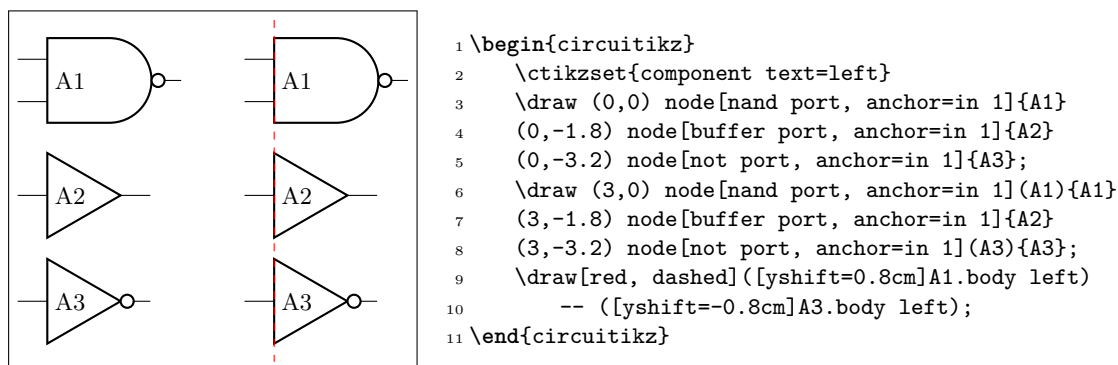 A1
A1
A2
A2
A3
A3
1 \begin{circuitikz}
2     \ctikzset{component text=left}
3     \draw (0,0) node[nand port, anchor=in 1]{A1}
4     (0,-1.8) node[buffer port, anchor=in 1]{A2}
5     (0,-3.2) node[not port, anchor=in 1]{A3};
6     \draw (3,0) node[nand port, anchor=in 1](A1){A1}
7     (3,-1.8) node[buffer port, anchor=in 1]{A2}
8     (3,-3.2) node[not port, anchor=in 1](A3){A3};
9     \draw[red, dashed]([yshift=0.8cm]A1.body left)
10        -- ([yshift=-0.8cm]A3.body left);
11 \end{circuitikz}